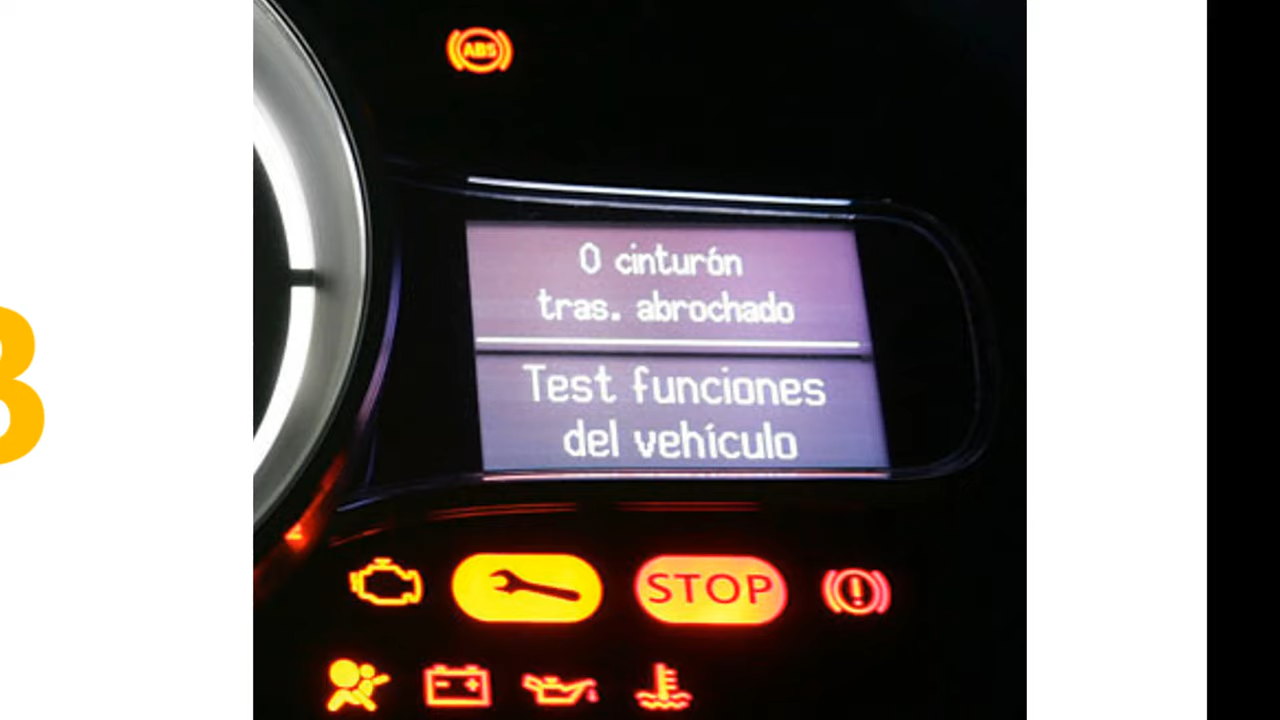 ABS
0 cinturón
tras. abrochado
Test funciones
del vehículo
STOP